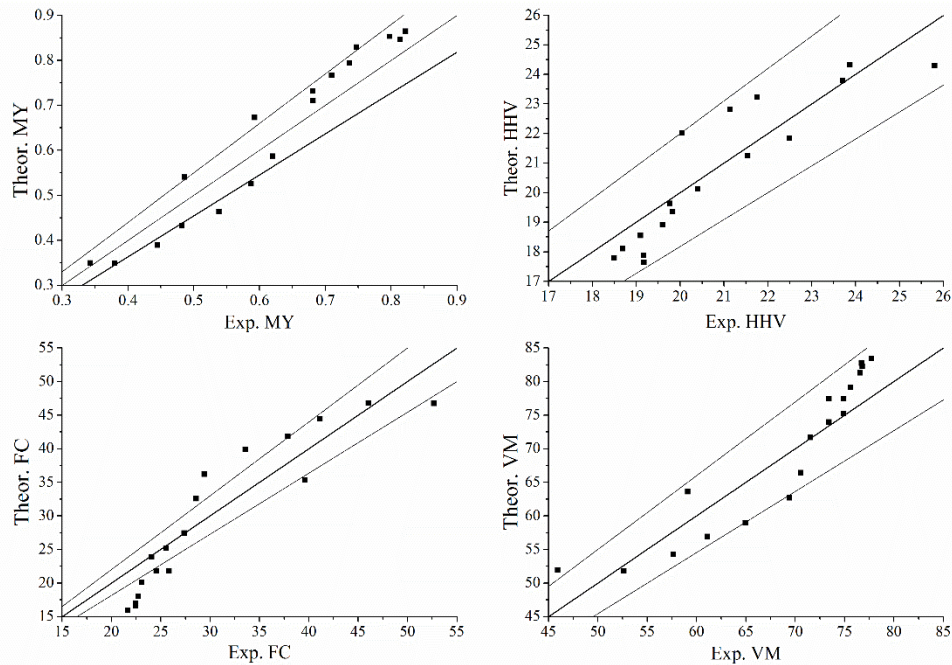 0.9
0.8
0.7
0.6
0.5
0.4
0.3
Theor. MY
0.3 0.4 0.5 0.6 0.7 0.8 0.9
Exp. MY
26
25
24
23
22
21
20
19
18
17
Theor. HHV
17 18 19 20 21 22 23 24 25 26
Exp. HHV
55
50
45
40
35
30
25
20
15
Theor. FC
15 20 25 30 35 40 45 50 55
Exp. FC
85
80
75
70
65
60
55
50
45
Theor. VM
45 50 55 60 65 70 75 80 85
Exp. VM